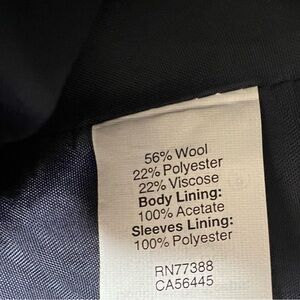 56% Wool
22% Polyester
22% Viscose
Body Lining:
100% Acetate
Sleeves Lining:
100% Polyester
RN77388
CA56445